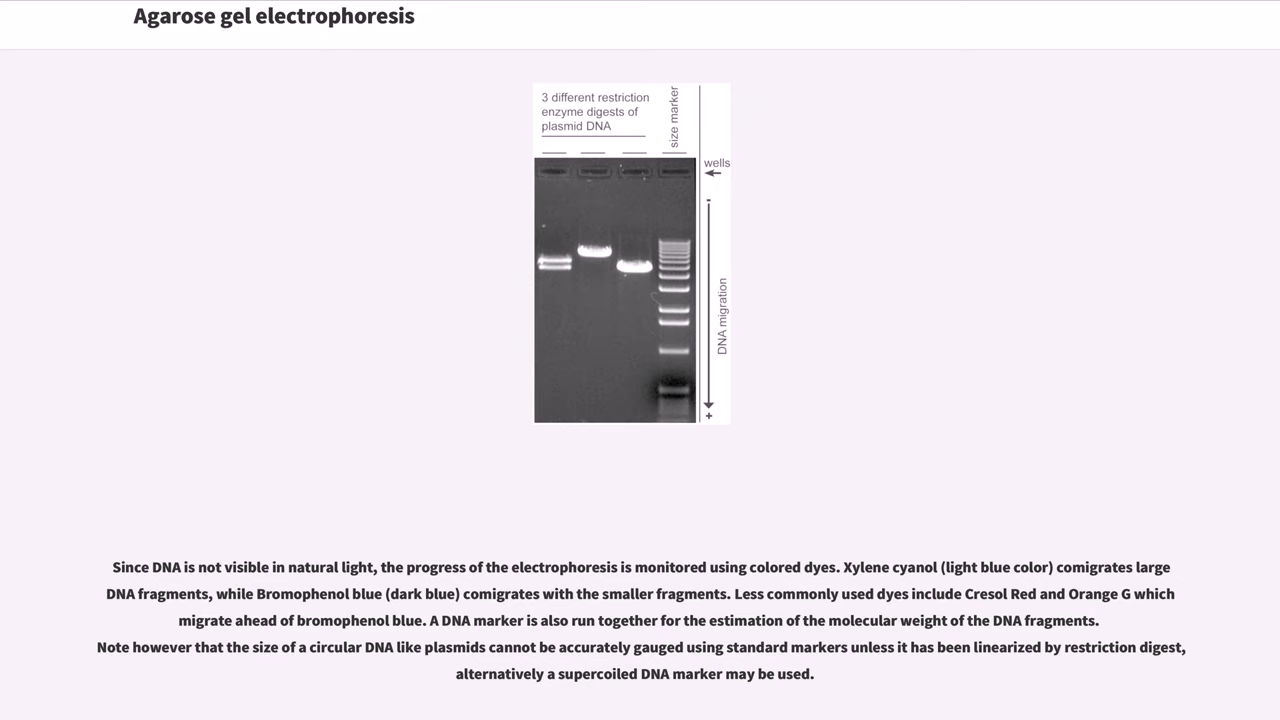 Agarose gel electrophoresis
3 different restriction
enzyme digests of
plasmid DNA
size marker
wells
-
DNA migration
+
Since DNA is not visible in natural light, the progress of the electrophoresis is monitored using colored dyes. Xylene cyanol (light blue color) comigrates large
DNA fragments, while Bromophenol blue (dark blue) comigrates with the smaller fragments. Less commonly used dyes include Cresol Red and Orange G which
migrate ahead of bromophenol blue. A DNA marker is also run together for the estimation of the molecular weight of the DNA fragments.
Note however that the size of a circular DNA like plasmids cannot be accurately gauged using standard markers unless it has been linearized by restriction digest,
alternatively a supercoiled DNA marker may be used.